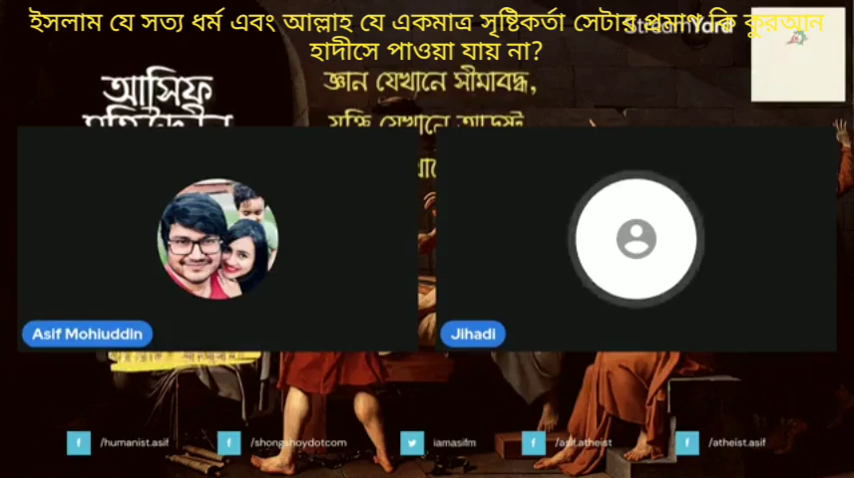 ইসলাম যে সত্য ধর্ম এবং আল্লাহ যে একমাত্র সৃষ্টিকর্তা সেটার প্রমাণ কি কুরআন
হাদীসে পাওয়া যায় না?
StreamYard
আসিফ
জ্ঞান যেখানে সীমাবদ্ধ,
যেখানে
Asif Mohiuddin
Jihadi
/humanist.asif
/shongshoydotcom
iamasifm
/asif.atheist
/atheist.asif